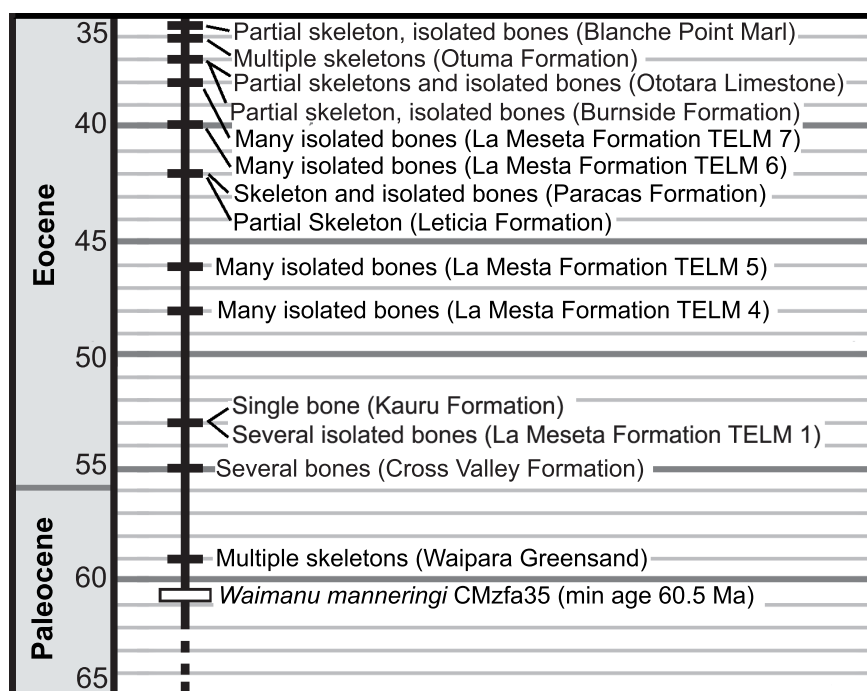 35
Partial skeleton, isolated bones (Blanche Point Marl)
Multiple skeletons (Otuma Formation)
Partial skeletons and isolated bones (Ototara Limestone)
Partial skeleton, isolated bones (Burnside Formation)
40
Many isolated bones (La Meseta Formation TELM 7)
Many isolated bones (La Mesta Formation TELM 6)
Skeleton and isolated bones (Paracas Formation)
Partial Skeleton (Leticia Formation)
Eocene
45
Many isolated bones (La Mesta Formation TELM 5)
Many isolated bones (La Mesta Formation TELM 4)
50
Single bone (Kauru Formation)
Several isolated bones (La Meseta Formation TELM 1)
55
Several bones (Cross Valley Formation)
Paleocene
Multiple skeletons (Waipara Greensand)
60
Waimanu manneringi CMzfa35 (min age 60.5 Ma)
65